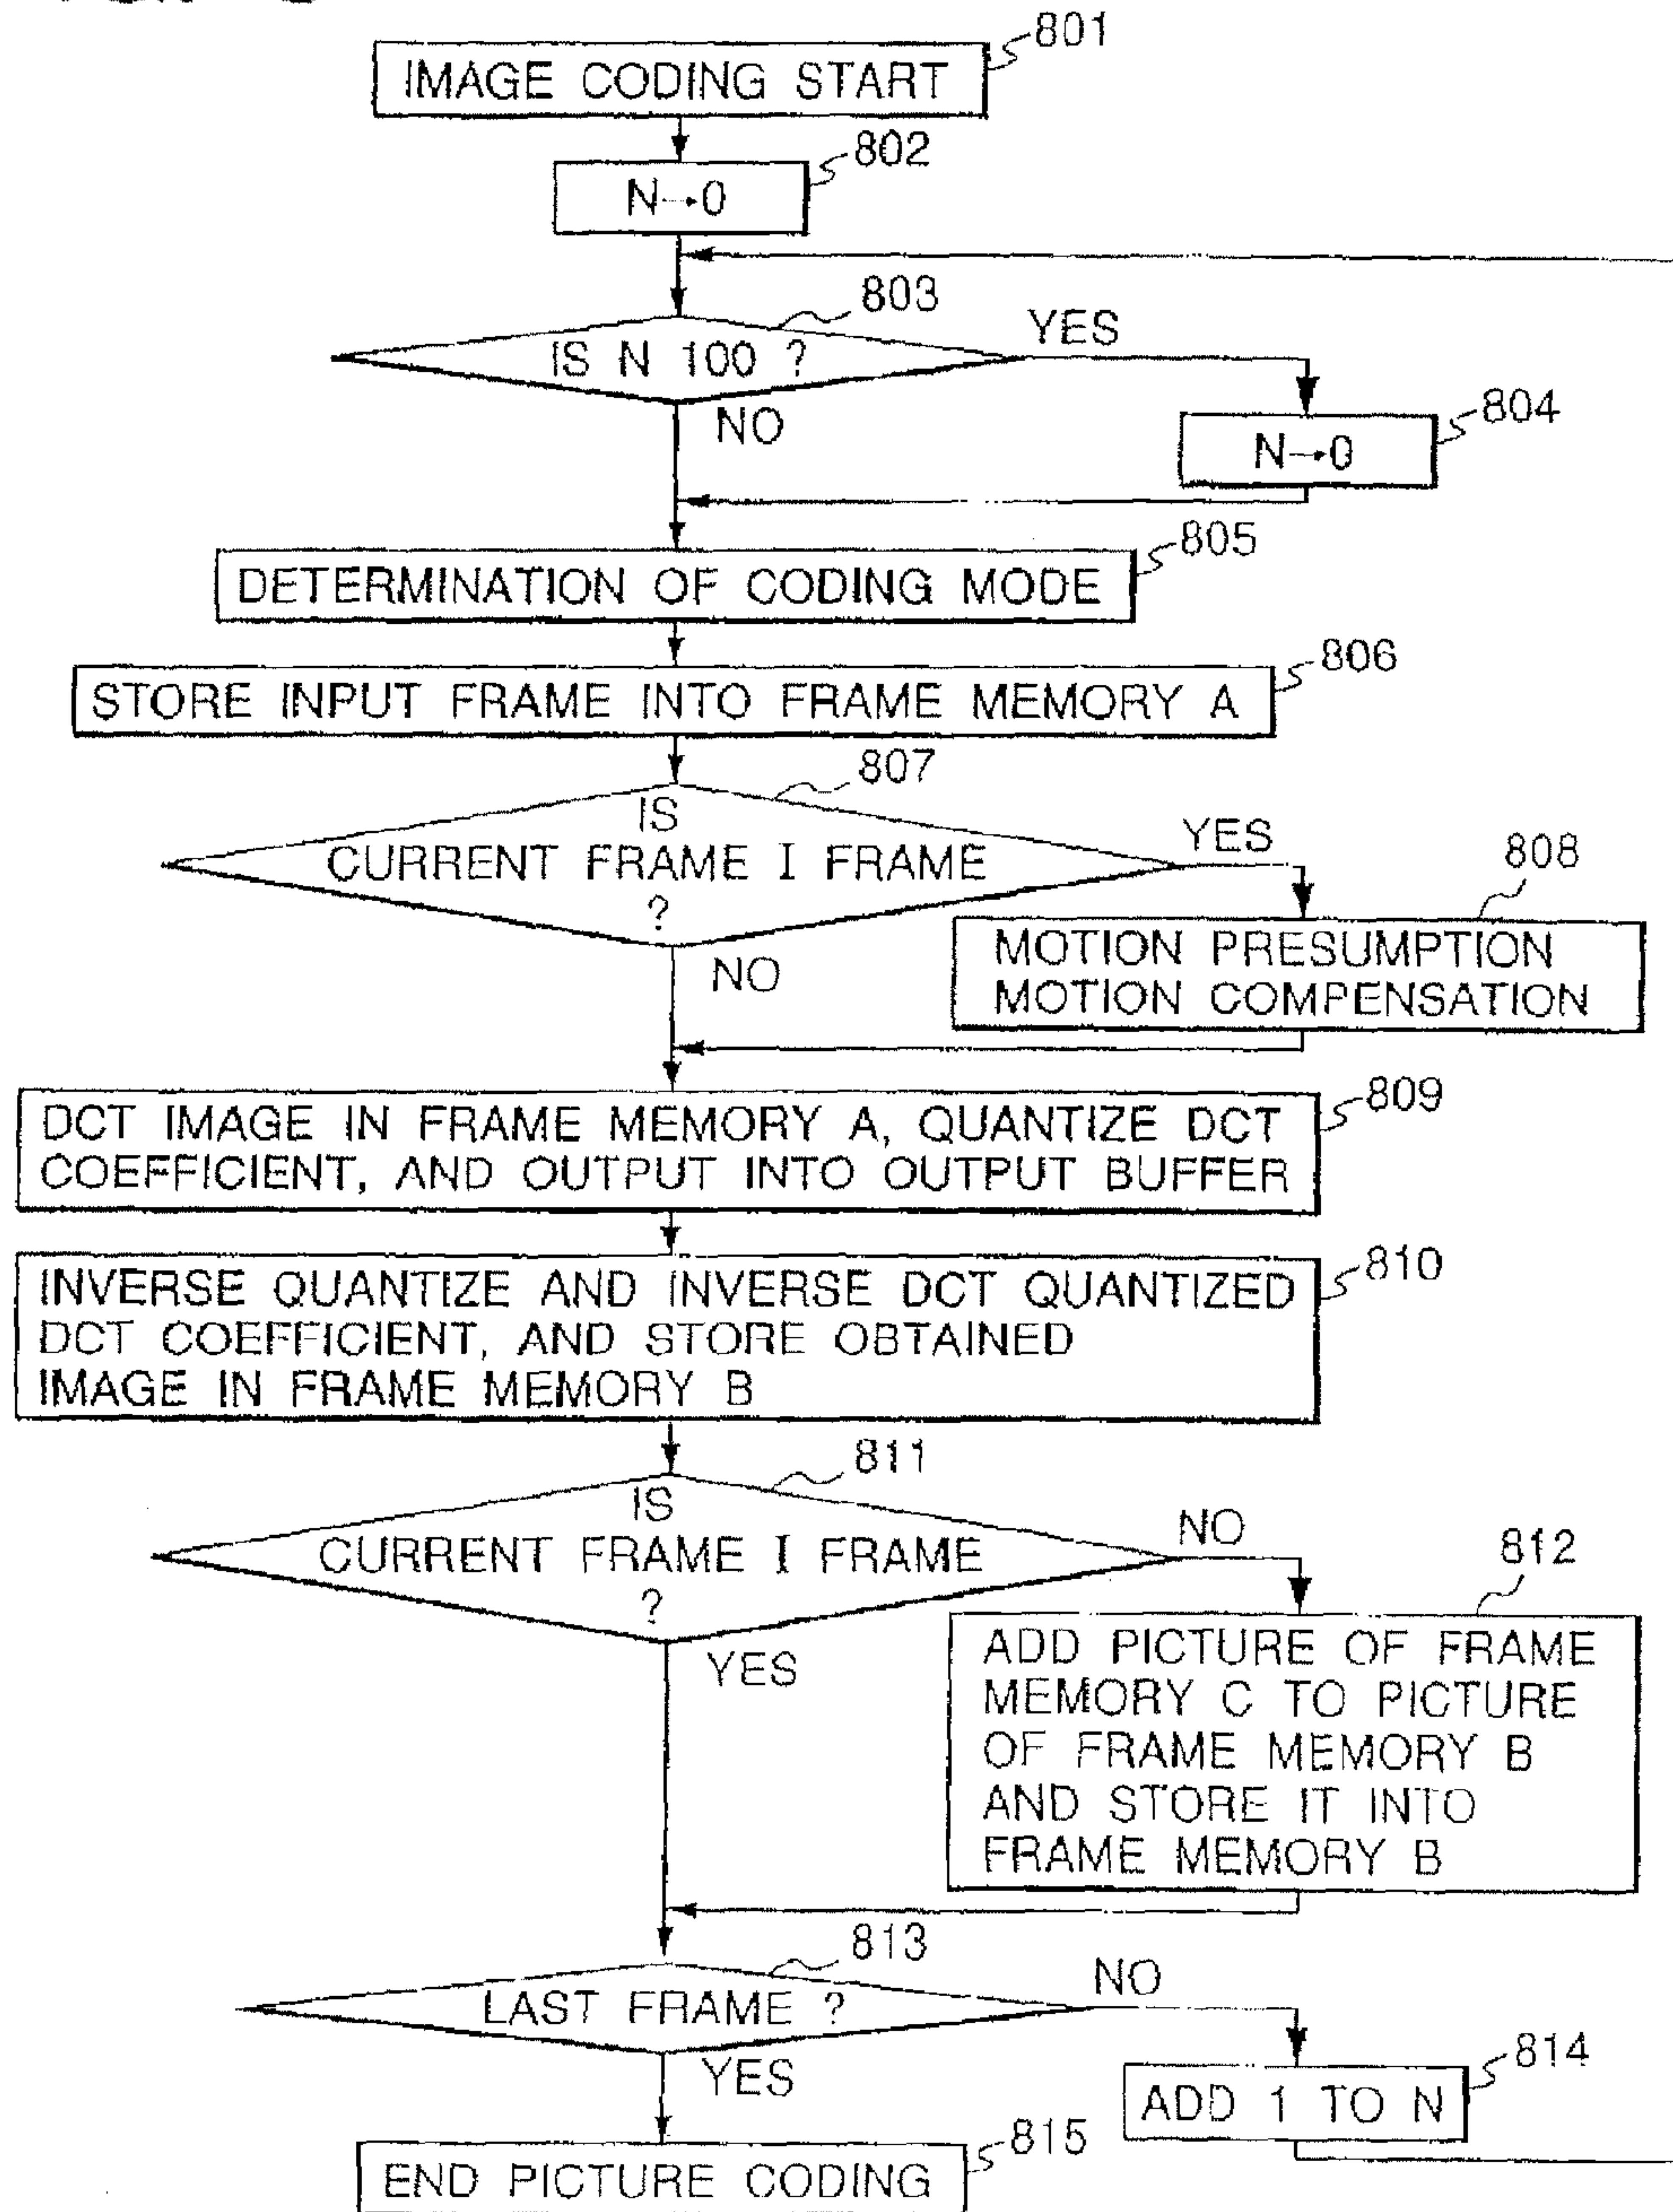 801
IMAGE CODING START
802
N→0
803
IS N 100 ?
YES
NO
804
N→0
805
DETERMINATION OF CODING MODE
806
STORE INPUT FRAME INTO FRAME MEMORY A
807
IS
CURRENT FRAME I FRAME
?
YES
NO
808
MOTION PRESUMPTION
MOTION COMPENSATION
809
DCT IMAGE IN FRAME MEMORY A, QUANTIZE DCT
COEFFICIENT, AND OUTPUT INTO OUTPUT BUFFER
810
INVERSE QUANTIZE AND INVERSE DCT QUANTIZED
DCT COEFFICIENT, AND STORE OBTAINED
IMAGE IN FRAME MEMORY B
811
IS
CURRENT FRAME I FRAME
?
NO
YES
812
ADD PICTURE OF FRAME
MEMORY C TO PICTURE
OF FRAME MEMORY B
AND STORE IT INTO
FRAME MEMORY B
813
LAST FRAME ?
NO
YES
814
ADD 1 TO N
815
END PICTURE CODING